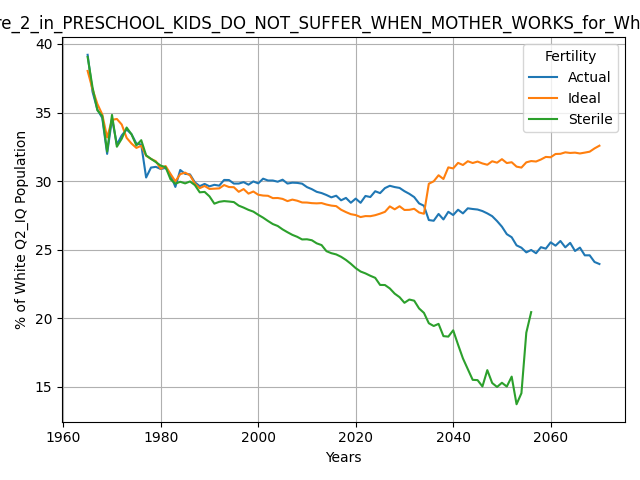 re_2_in_PRESCHOOL_KIDS_DO_NOT_SUFFER_WHEN_MOTHER_WORKS_for_Wh
% of White Q2_IQ Population
40
35
30
25
20
15
Fertility
Actual
Ideal
Sterile
1960
1980
2000
2020
2040
2060
Years